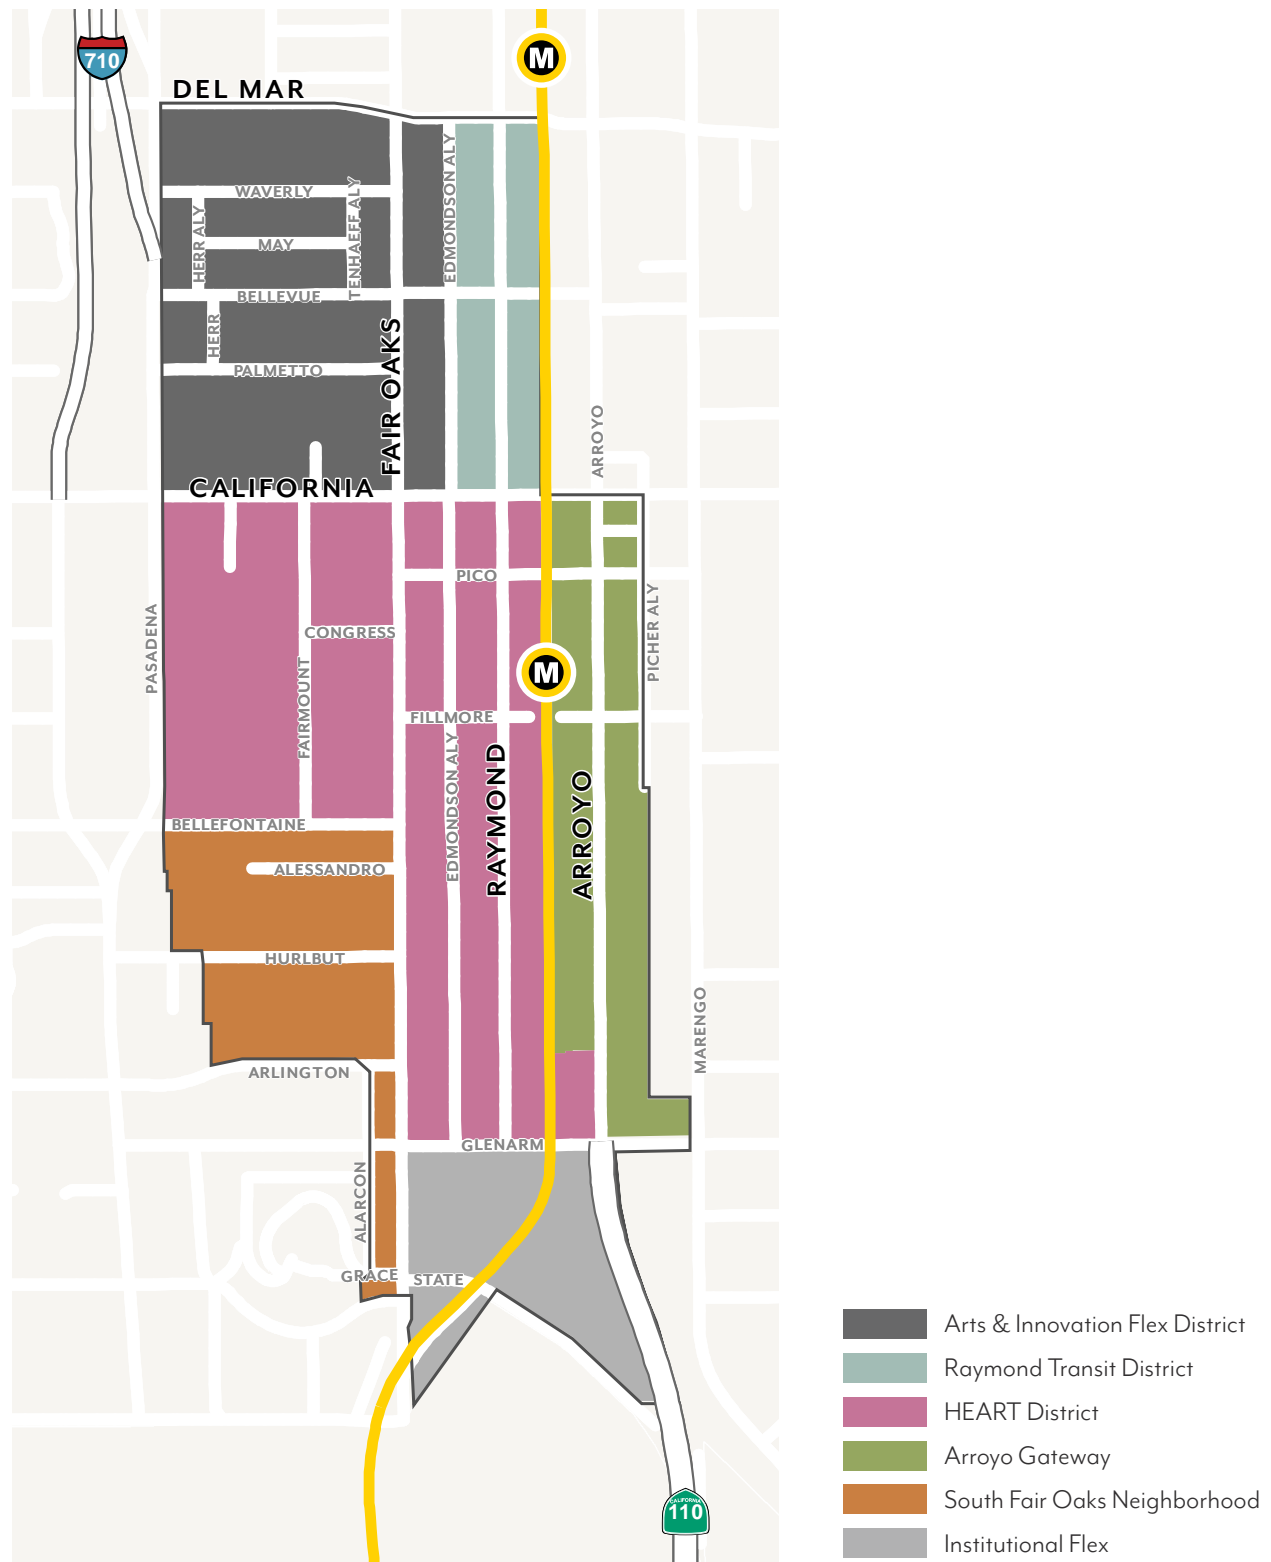 710
M
DEL MAR
EDMONDSON ALY
WAVERLY
TENHAEFF ALY
HERR ALY
MAY
BELLEVUE
HERR
FAIR OAKS
PALMETTO
ARROYO
CALIFORNIA
PICO
PICHER ALY
PASADENA
CONGRESS
FAIRMOUNT
M
FILLMORE
EDMONDSON ALY
RAYMOND
ARROYO
BELLEFONTAINE
ALESSANDRO
HURLBUT
MARENGO
ARLINGTON
GLENARM
ALARCON
GRACE
STATE
CALIFORNIA
110
Arts & Innovation Flex District
Raymond Transit District
HEART District
Arroyo Gateway
South Fair Oaks Neighborhood
Institutional Flex